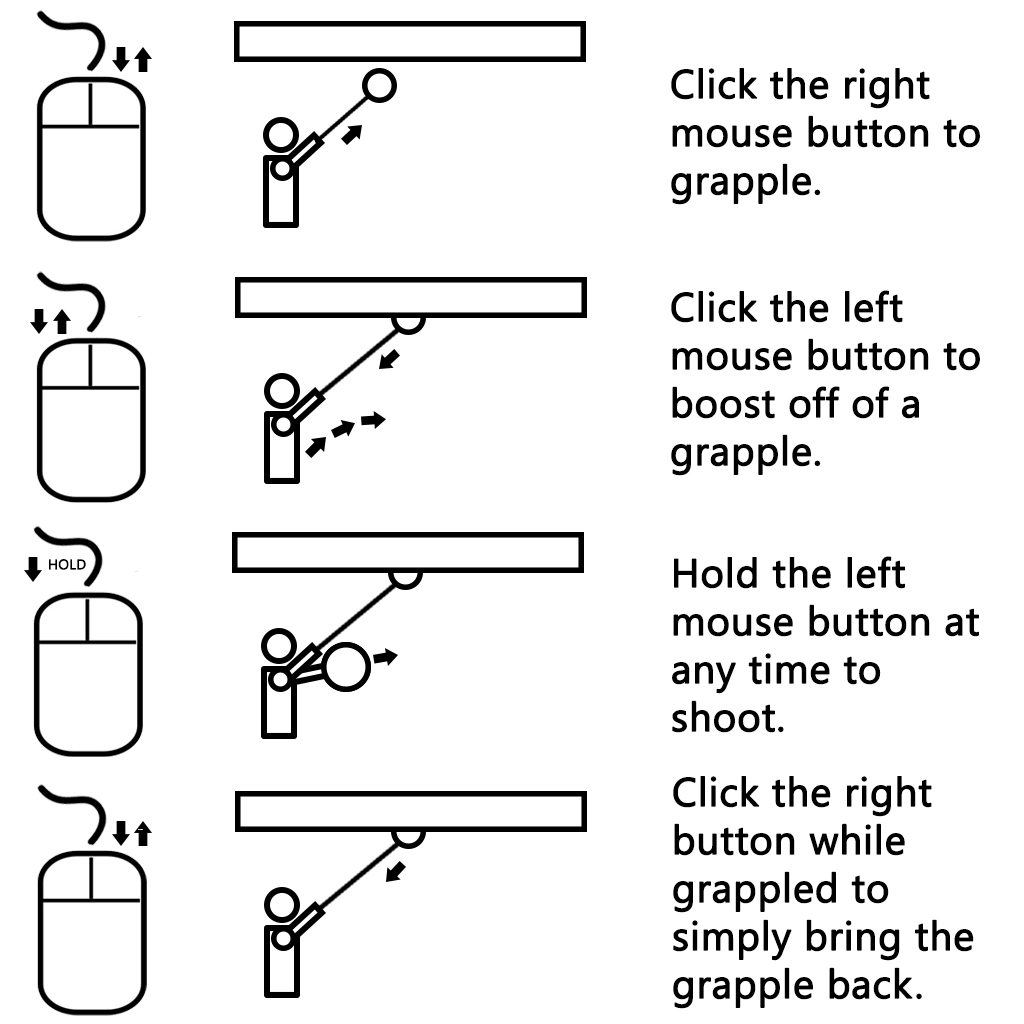 Click the right
mouse button to
grapple.
Click the left
mouse button to
boost off of a
grapple.
HOLD
Hold the left
mouse button at
any time to
shoot.
Click the right
button while
grappled to
simply bring the
grapple back.